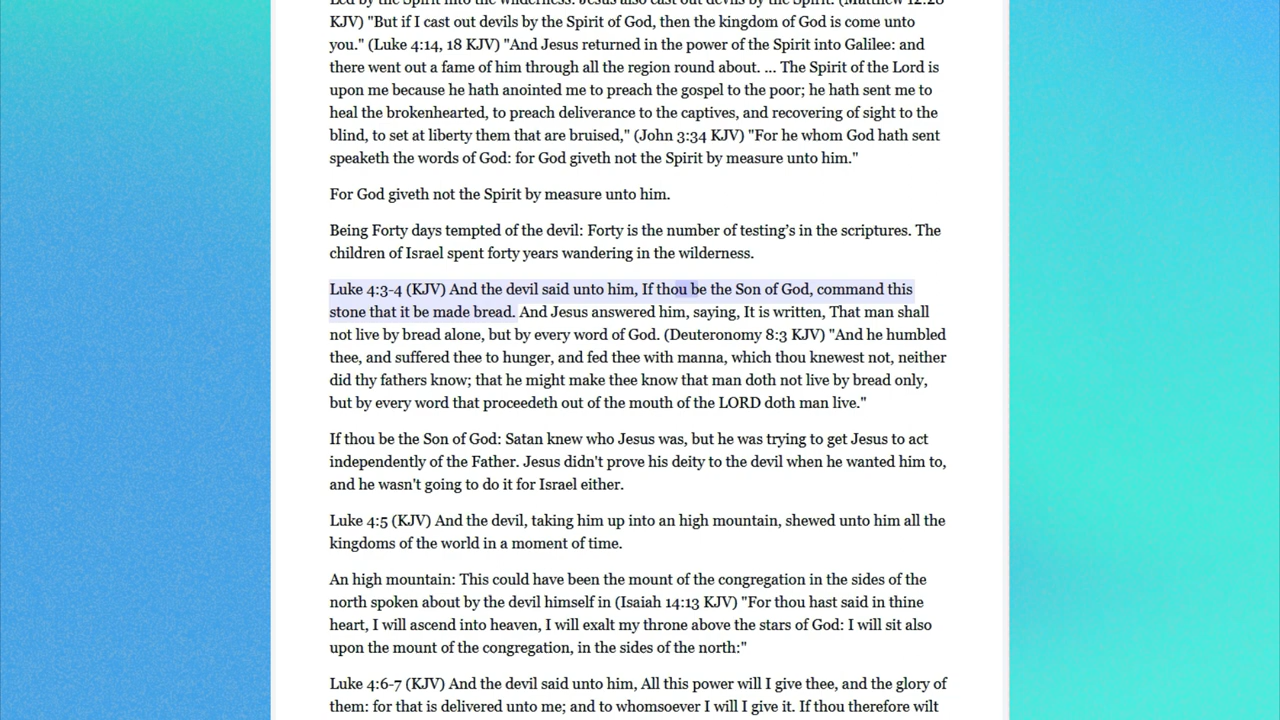 Led by the Spirit into the wilderness: Jesus also cast out devils by the Spirit. (Matthew 12:28
KJV) "But if I cast out devils by the Spirit of God, then the kingdom of God is come unto
you." (Luke 4:14, 18 KJV) "And Jesus returned in the power of the Spirit into Galilee: and
there went out a fame of him through all the region round about. ... The Spirit of the Lord is
upon me because he hath anointed me to preach the gospel to the poor; he hath sent me to
heal the brokenhearted, to preach deliverance to the captives, and recovering of sight to the
blind, to set at liberty them that are bruised," (John 3:34 KJV) "For he whom God hath sent
speaketh the words of God: for God giveth not the Spirit by measure unto him."
For God giveth not the Spirit by measure unto him.
Being Forty days tempted of the devil: Forty is the number of testing’s in the scriptures. The
children of Israel spent forty years wandering in the wilderness.
Luke 4:3-4 (KJV) And the devil said unto him, If thou be the Son of God, command this
stone that it be made bread. And Jesus answered him, saying, It is written, That man shall
not live by bread alone, but by every word of God. (Deuteronomy 8:3 KJV) "And he humbled
thee, and suffered thee to hunger, and fed thee with manna, which thou knewest not, neither
did thy fathers know; that he might make thee know that man doth not live by bread only,
but by every word that proceedeth out of the mouth of the LORD doth man live."
If thou be the Son of God: Satan knew who Jesus was, but he was trying to get Jesus to act
independently of the Father. Jesus didn't prove his deity to the devil when he wanted him to,
and he wasn't going to do it for Israel either.
Luke 4:5 (KJV) And the devil, taking him up into an high mountain, shewed unto him all the
kingdoms of the world in a moment of time.
An high mountain: This could have been the mount of the congregation in the sides of the
north spoken about by the devil himself in (Isaiah 14:13 KJV) "For thou hast said in thine
heart, I will ascend into heaven, I will exalt my throne above the stars of God: I will sit also
upon the mount of the congregation, in the sides of the north:"
Luke 4:6-7 (KJV) And the devil said unto him, All this power will I give thee, and the glory of
them: for that is delivered unto me; and to whomsoever I will I give it. If thou therefore wilt